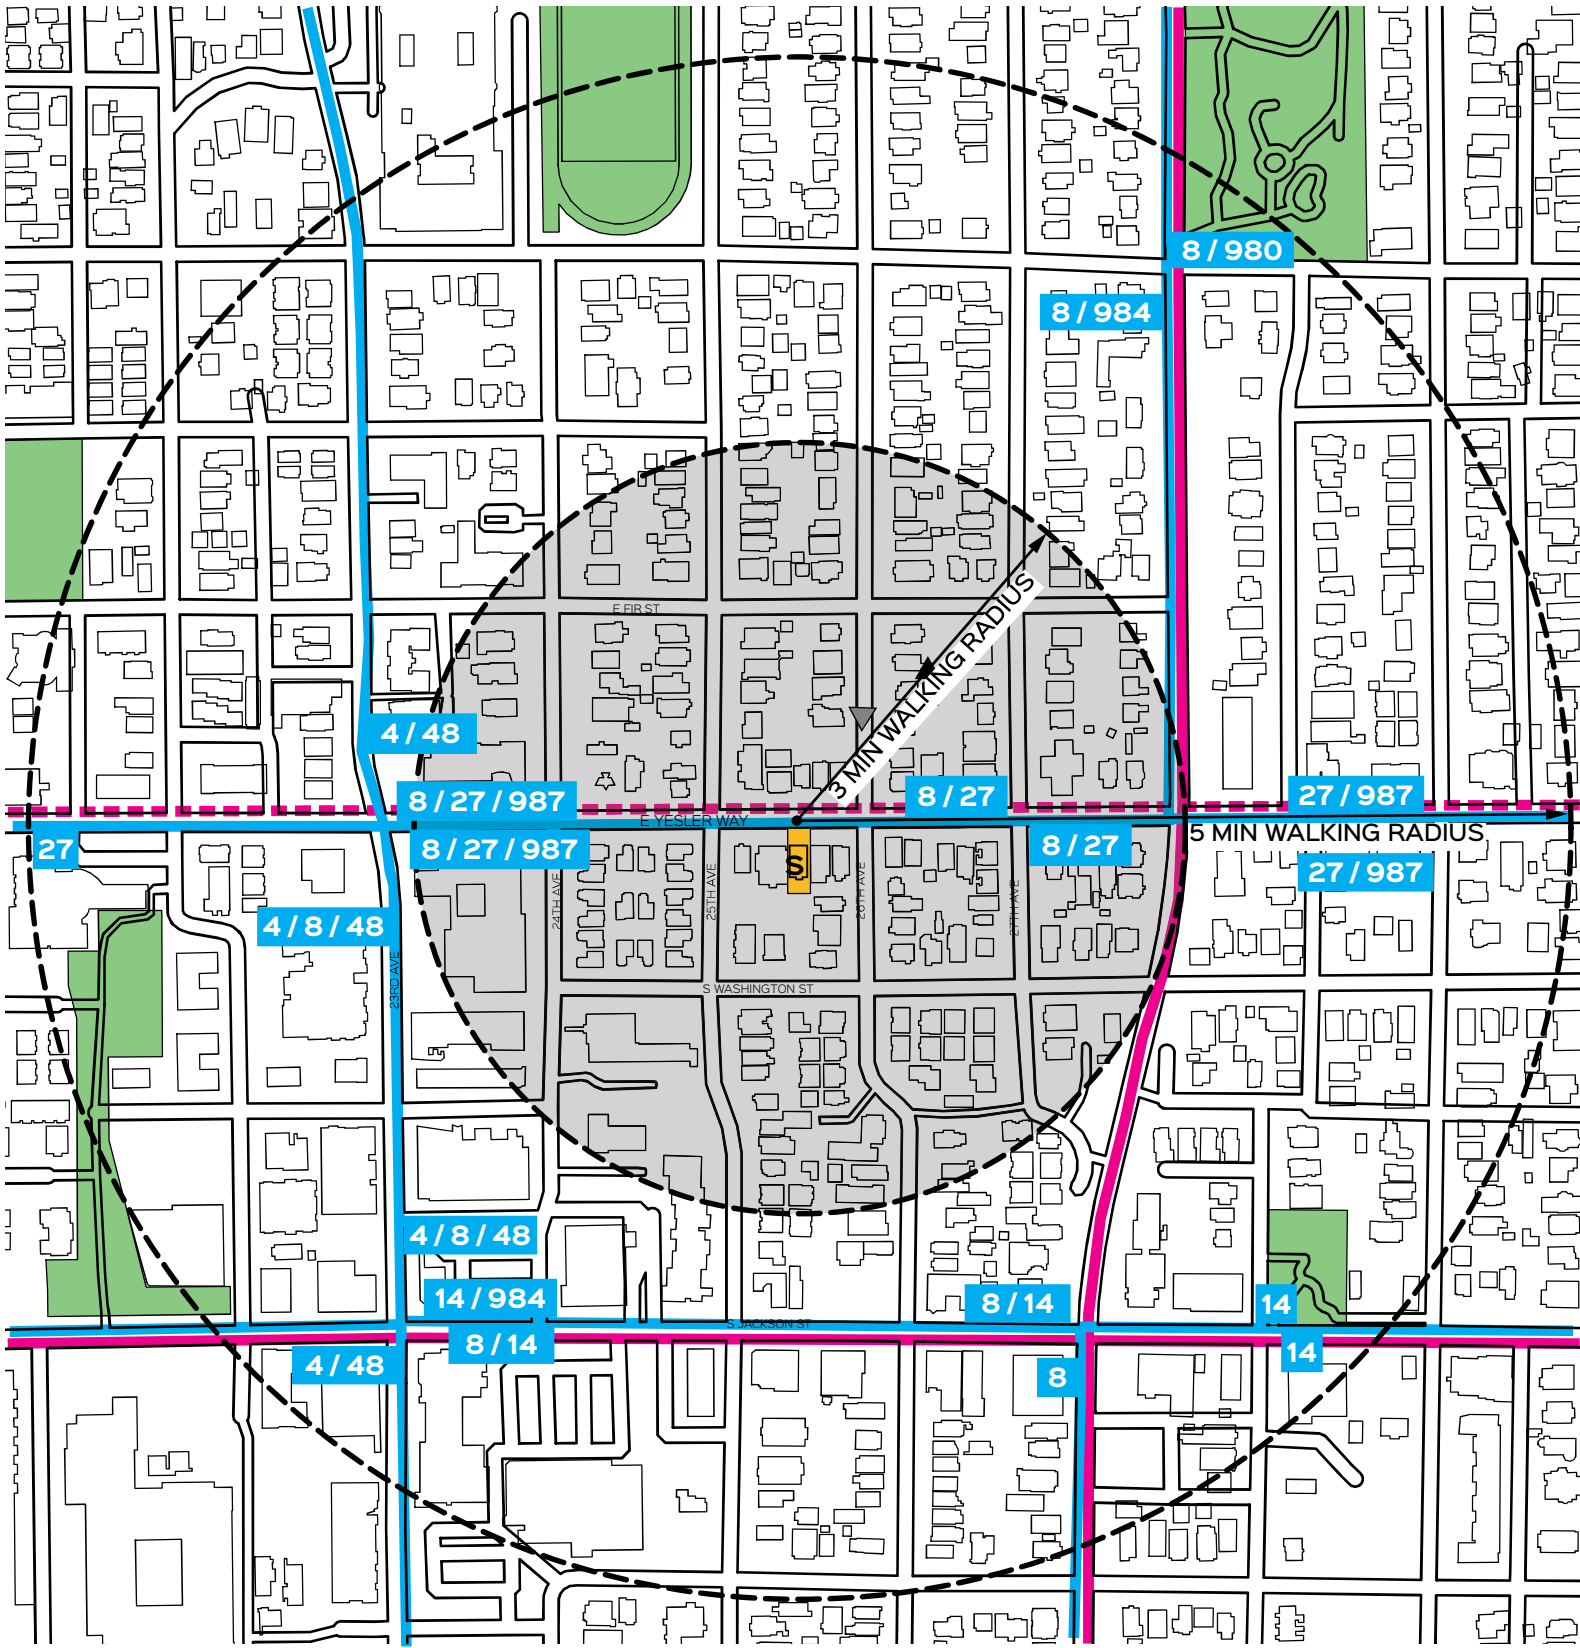 8 / 980
8 / 984
E FIR ST
3 MIN WALKING RADIUS
4 / 48
8 / 27 / 987
8 / 27
27 / 987
E YESLER WAY
5 MIN WALKING RADIUS
27
8 / 27 / 987
8 / 27
27 / 987
S
24TH AVE
25TH AVE
26TH AVE
27TH AVE
4 / 8 / 48
23RD AVE
S WASHINGTON ST
4 / 8 / 48
14 / 984
8 / 14
14
S JACKSON ST
8 / 14
14
4 / 48
8